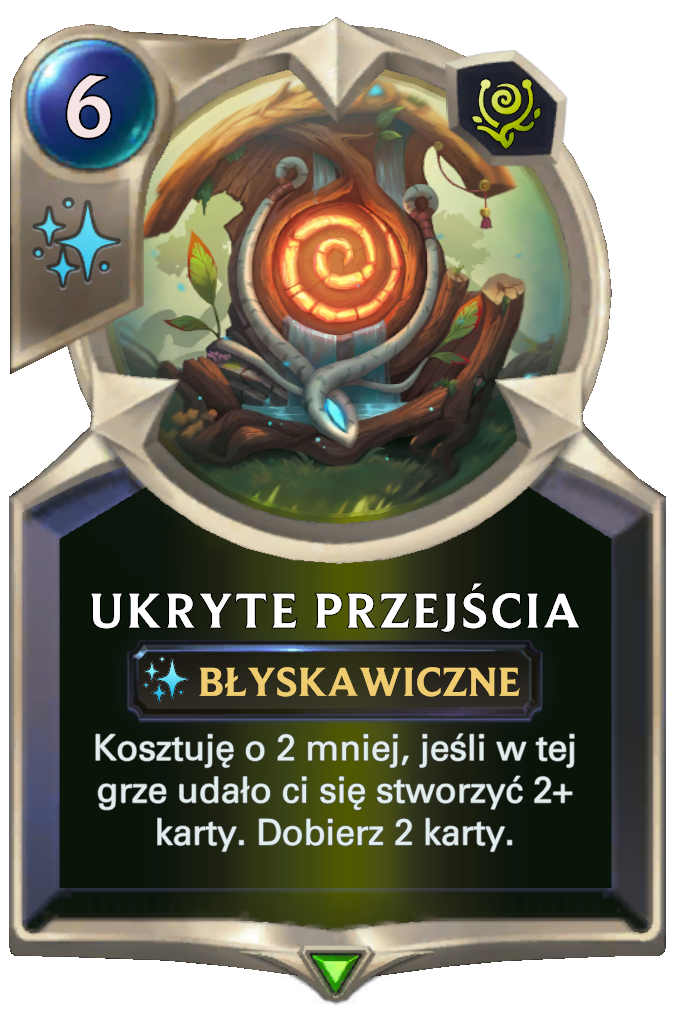 6
UKRYTE PRZEJŚCIA
BŁYSKAWICZNE
Kosztuję o 2 mniej, jeśli w tej
grze udało ci się stworzyć 2+
karty. Dobierz 2 karty.